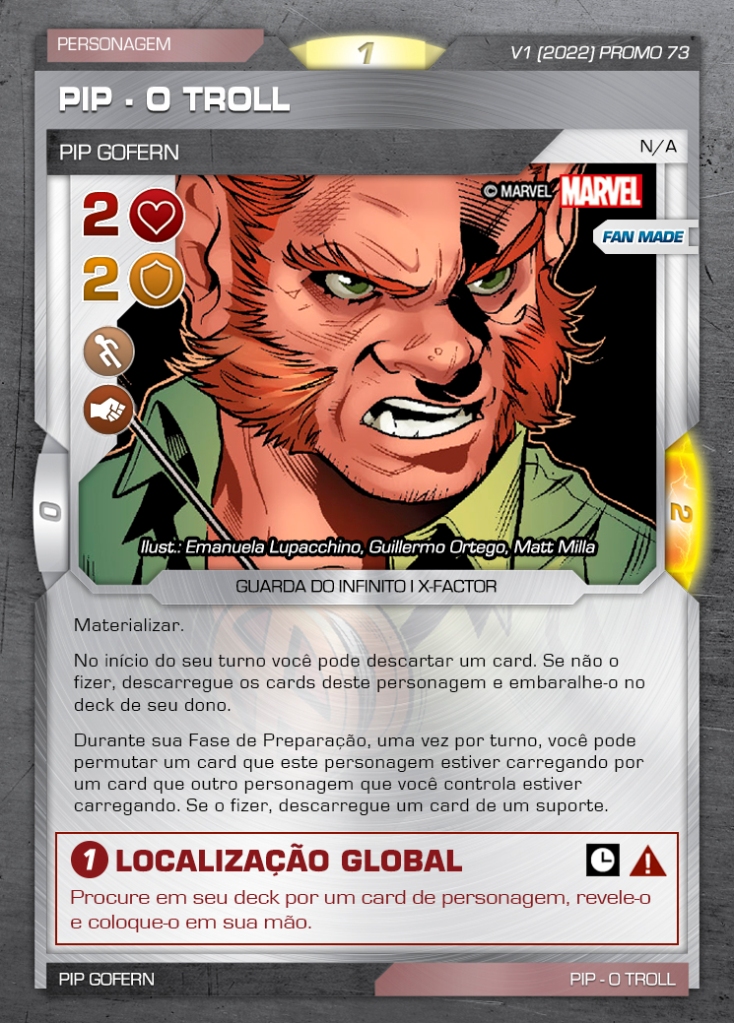 PERSONAGEM
1
V1 (2022) PROMO 73
PIP - O TROLL
PIP GOFERN
N/A
© MARVEL MARVEL
2
FAN MADE
2
0
2
Ilust.: Emanuela Lupacchino, Guillermo Ortego, Matt Milla
GUARDA DO INFINITO | X-FACTOR
Materializar.
No início do seu turno você pode descartar um card. Se não o
fizer, descarregue os cards deste personagem e embaralhe-o no
deck de seu dono.
Durante sua Fase de Preparação, uma vez por turno, você pode
permutar um card que este personagem estiver carregando por
um card que outro personagem que você controla estiver
carregando. Se o fizer, descarregue um card de um suporte.
1 LOCALIZAÇÃO GLOBAL
Procure em seu deck por um card de personagem, revele-o
e coloque-o em sua mão.
PIP GOFERN
PIP - O TROLL